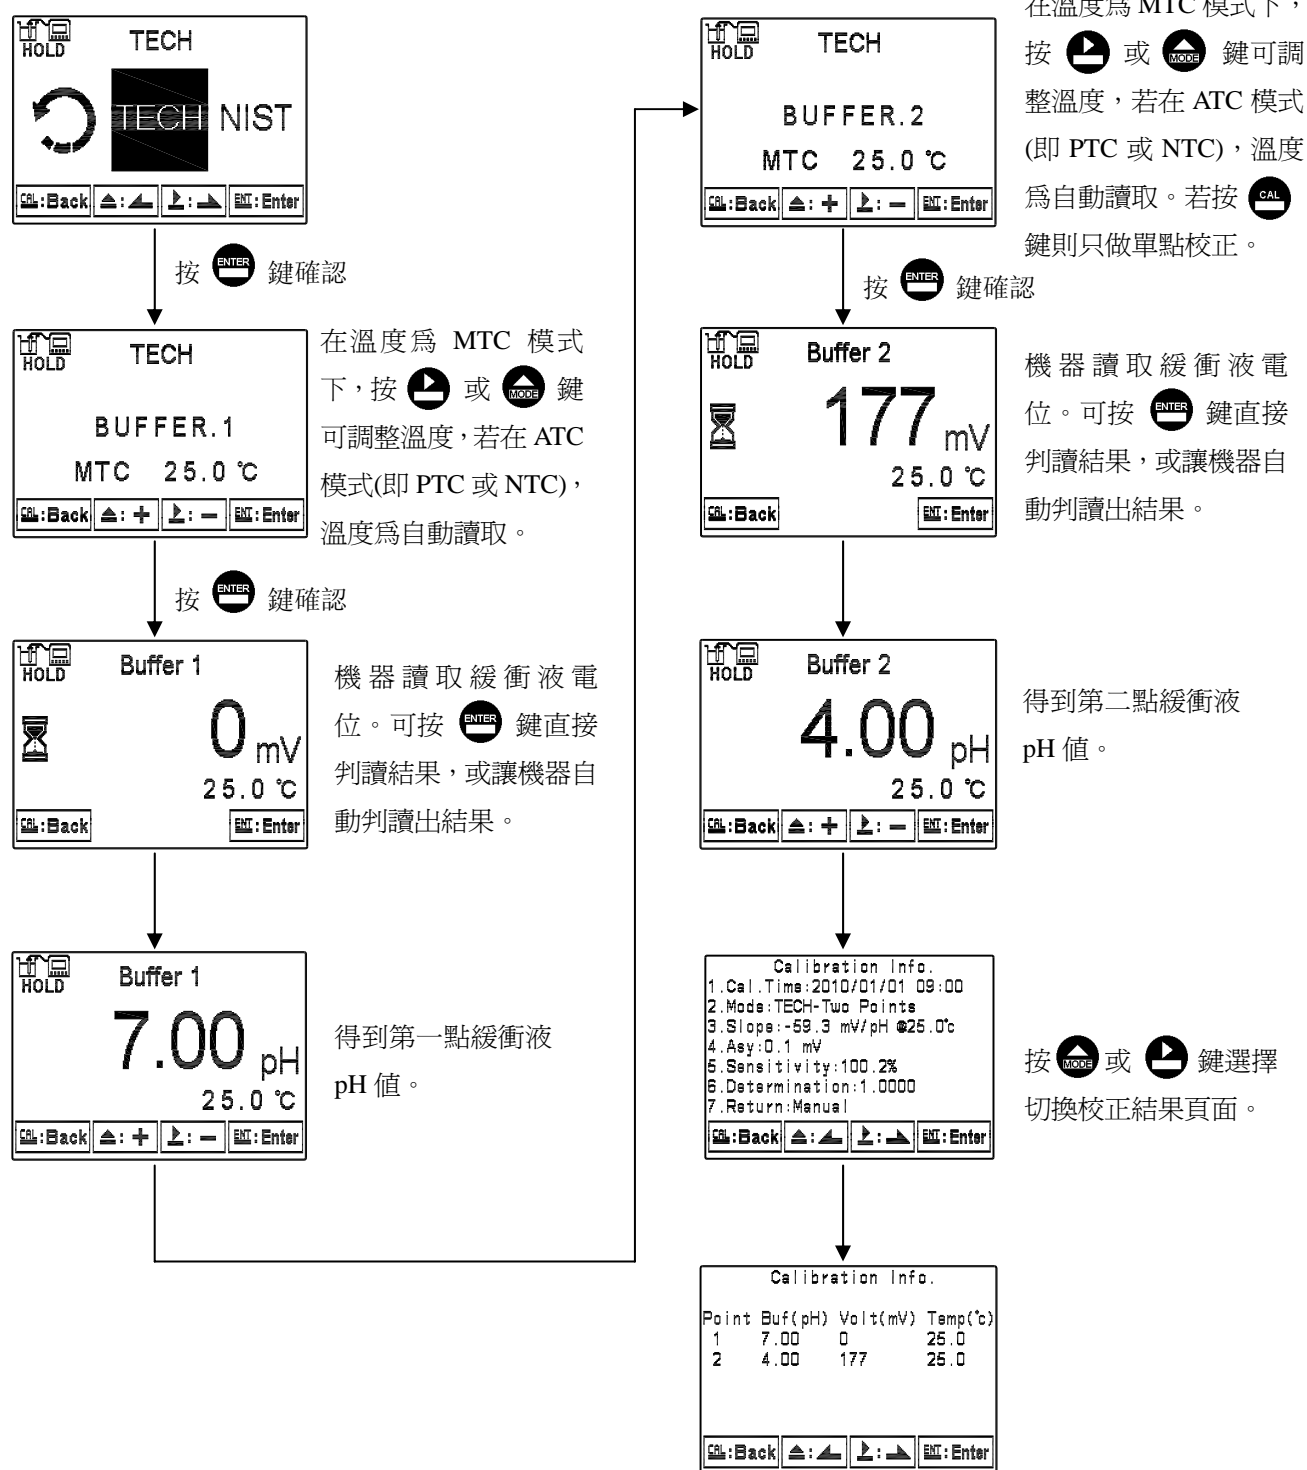 HOLD
TECH
TECH NIST
CAL:Back
ENT:Enter
按 ENTER 鍵確認
HOLD
TECH
BUFFER.1
MTC 25.0 ℃
CAL:Back
: +
: −
ENT:Enter
在溫度為 MTC 模式
下,按 或 MODE 鍵
可調整溫度,若在 ATC
模式(即 PTC 或 NTC),
溫度為自動讀取。
按 ENTER 鍵確認
HOLD
Buffer 1
0 mV
25.0 ℃
CAL:Back
ENT:Enter
機器讀取緩衝液電
位。可按 ENTER 鍵直接
判讀結果,或讓機器自
動判讀出結果。
HOLD
Buffer 1
7.00 pH
25.0 ℃
CAL:Back
: +
: −
ENT:Enter
得到第一點緩衝液
pH 值。
HOLD
TECH
BUFFER.2
MTC 25.0 ℃
CAL:Back
: +
: −
ENT:Enter
在溫度為 MTC 模式下,
按 或 MODE 鍵可調
整溫度,若在 ATC 模式
(即 PTC 或 NTC),溫度
為自動讀取。若按 CAL
鍵則只做單點校正。
按 ENTER 鍵確認
HOLD
Buffer 2
177 mV
25.0 ℃
CAL:Back
ENT:Enter
機器讀取緩衝液電
位。可按 ENTER 鍵直接
判讀結果,或讓機器自
動判讀出結果。
HOLD
Buffer 2
4.00 pH
25.0 ℃
CAL:Back
: +
: −
ENT:Enter
得到第二點緩衝液
pH 值。
Calibration Info.
1.Cal.Time:2010/01/01 09:00
2.Mode:TECH-Two Points
3.Slope:-59.3 mV/pH @25.0℃
4.Asy:0.1 mV
5.Sensitivity:100.2%
6.Determination:1.0000
7.Return:Manual
CAL:Back
ENT:Enter
按 MODE 或 鍵選擇
切換校正結果頁面。
Calibration Info.
Point Buf(pH) Volt(mV) Temp(℃)
1 7.00 0 25.0
2 4.00 177 25.0
CAL:Back
ENT:Enter